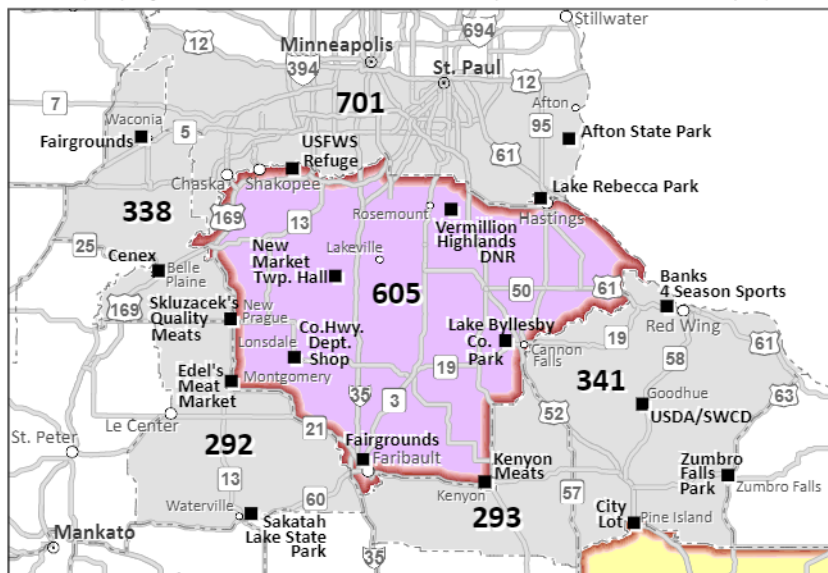 694
Stillwater
12
Minneapolis
394
St. Paul
12
7
701
Afton
Waconia
5
95
Fairgrounds
USFWS
Refuge
61
Afton State Park
Chaska
Shakopee
Lake Rebecca Park
338
169
13
Rosemount
Hastings
25
New
Market
Twp. Hall
Lakeville
Vermillion
Highlands
DNR
Cenex
Belle
Plaine
605
50
61
Banks
4 Season Sports
169
Skluzacek's
Quality
Meats
New
Prague
Lonsdale
Co.Hwy.
Dept.
Shop
Lake Byllesby
Co.
Park
Red Wing
19
Cannon
Falls
61
58
Edel's
Meat
Market
Montgomery
19
341
35
3
Goodhue
63
Le Center
52
USDA/SWCD
21
St. Peter
292
Fairgrounds
Faribault
Kenyon
Meats
Zumbro
Falls
Park
13
Kenyon
57
Zumbro Falls
Waterville
60
293
City
Lot
Pine Island
Sakatah
Lake State
Park
Mankato
35